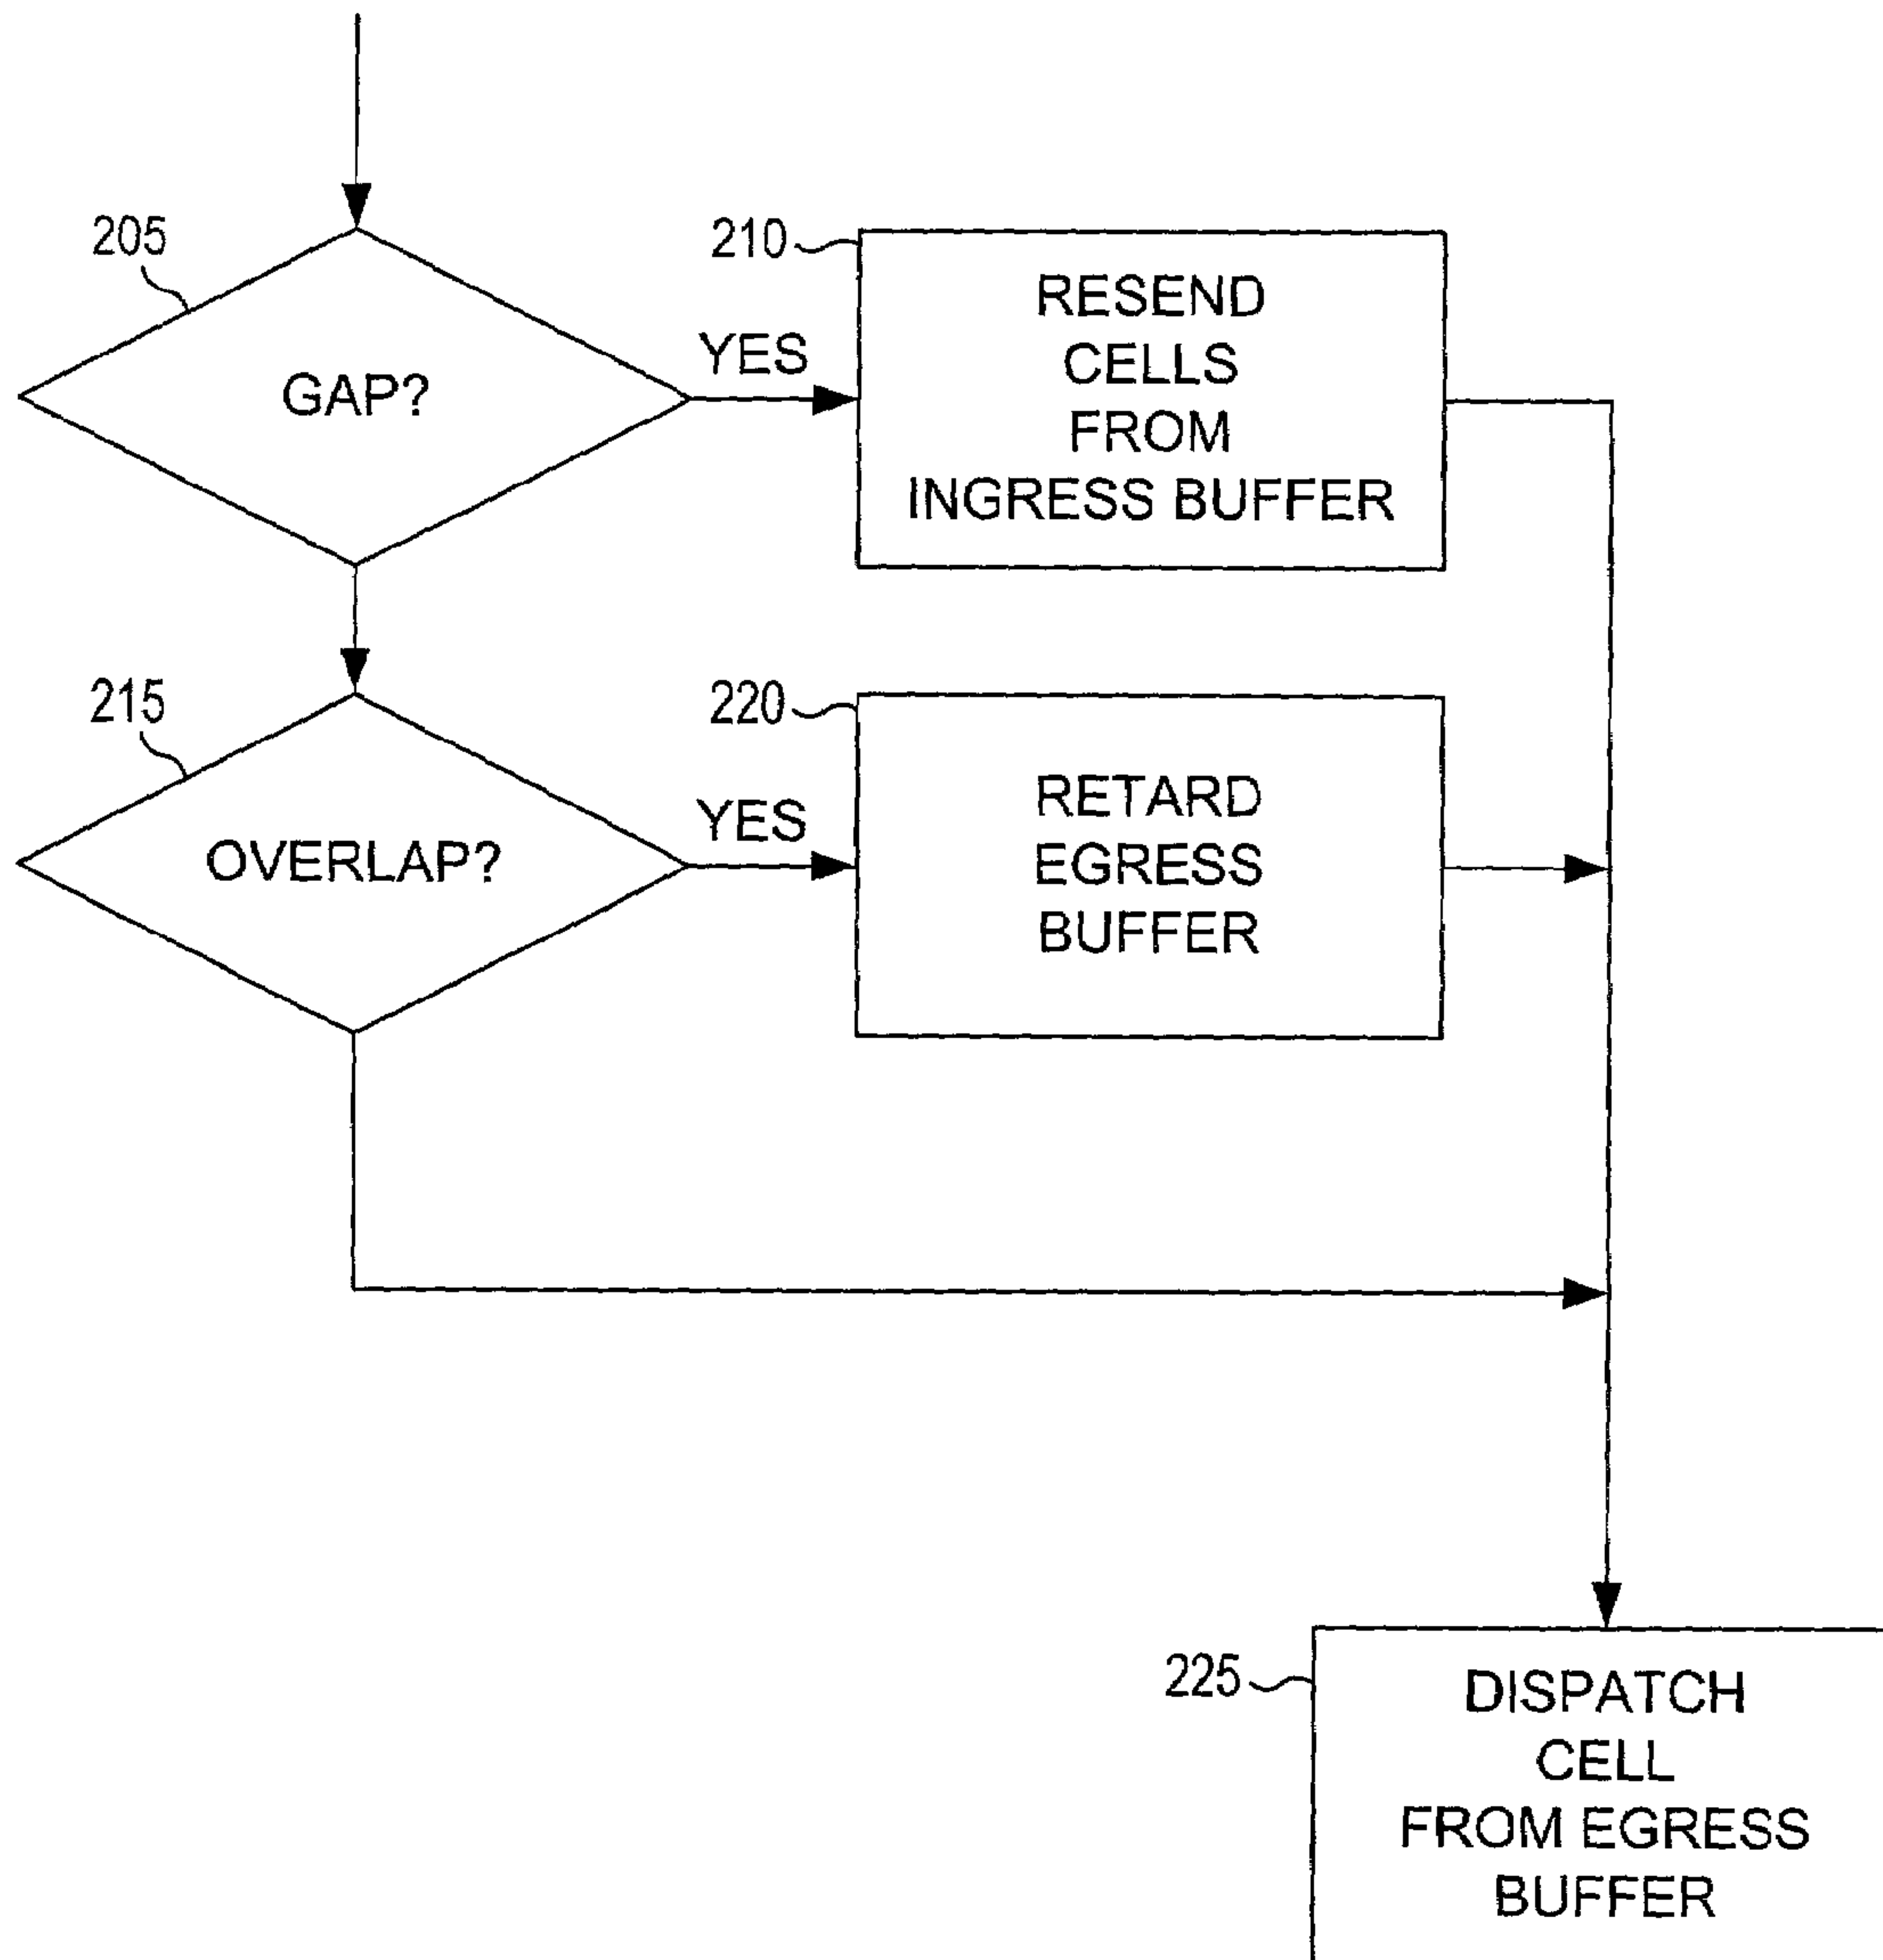 205
GAP?
YES
210
RESEND
CELLS
FROM
INGRESS BUFFER
215
OVERLAP?
YES
220
RETARD
EGRESS
BUFFER
225
DISPATCH
CELL
FROM EGRESS
BUFFER